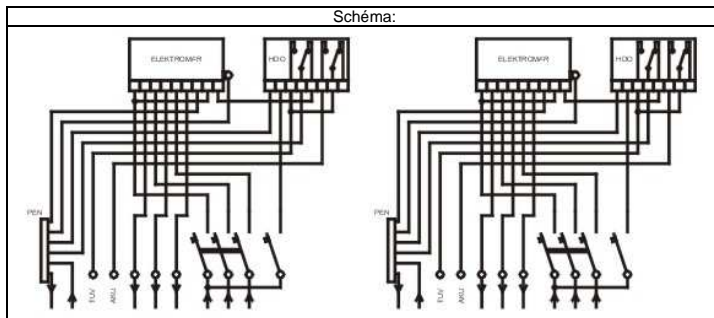 Schéma:
ELEKTROMĚR HDO ELEKTROMĚR HDO
PEN PEN
EUV AKU EUV AKU